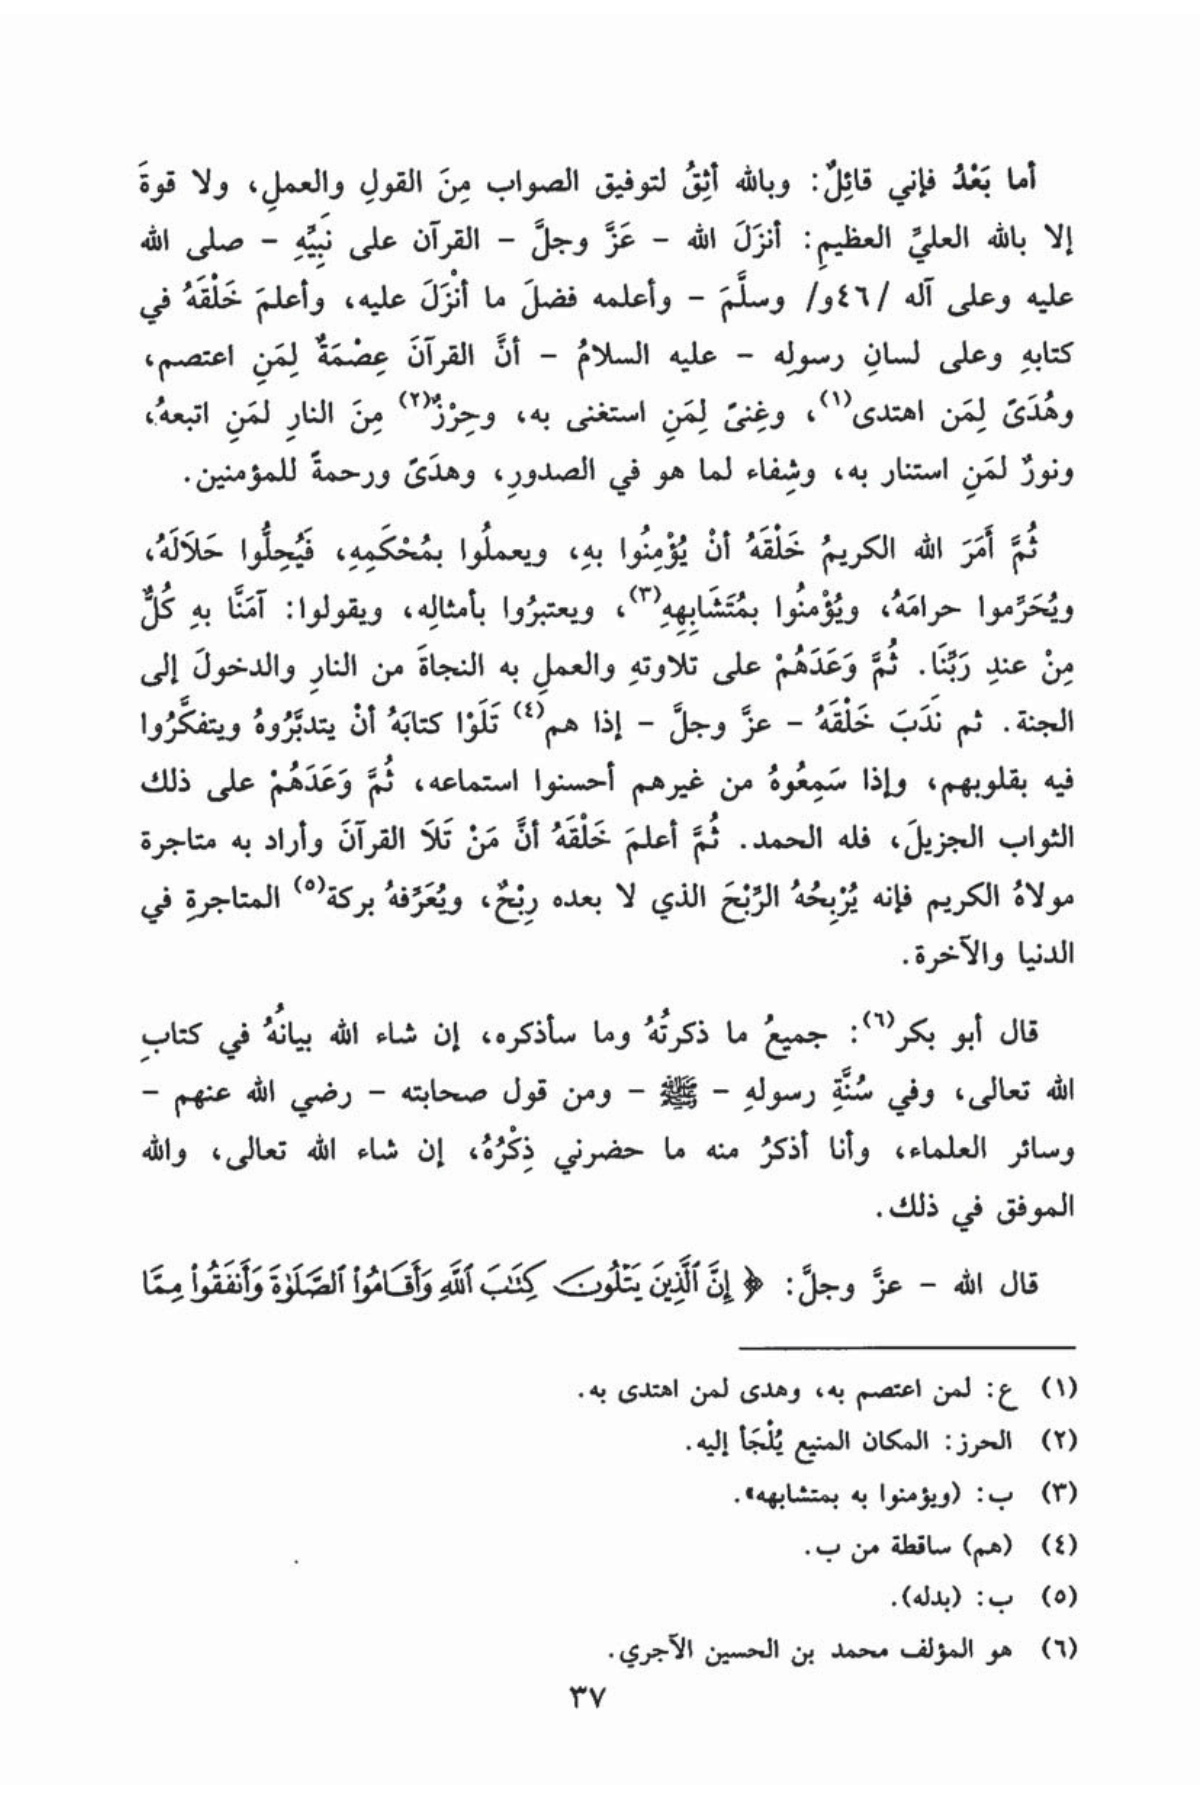 أما بَعْدُ فإني قائِلٌ: وبالله أثِقُ لتوفيق الصواب مِنَ القولِ والعملِ، ولا قوةَ
إلا بالله العليِّ العظيمِ: أنزَلَ الله – عَزَّ وجلَّ – القرآن على نَبِيِّهِ – صلى الله
عليه وعلى آله /٤٦و/ وسلَّمَ – وأعلمه فضلَ ما أنْزَلَ عليه، وأعلمَ خَلْقَهُ في
كتابهِ وعلى لسانِ رسولِه – عليه السلامُ – أنَّ القرآنَ عِصْمَةٌ لِمَنِ اعتصم،
وهُدَىً لِمَن اهتدى(١)، وغِنىً لِمَنِ استغنى به، وحِرْزٌ(٢) مِنَ النارِ لمَنِ اتبعهُ،
ونورٌ لمَنِ استنار به، وشِفاء لما هو في الصدورِ، وهدَىً ورحمةً للمؤمنين.
ثُمَّ أَمَرَ الله الكريمُ خَلْقَهُ أنْ يُؤْمِنُوا بهِ، ويعملُوا بمُحْكَمِهِ، فَيُحِلُّوا حَلَالَهُ،
ويُحَرِّموا حرامَهُ، ويُؤْمنُوا بمُتَشَابِهِهِ(٣)، ويعتبرُوا بأمثالِه، ويقولوا: آمَنَّا بهِ كُلٌّ
مِنْ عندِ رَبِّنَا. ثُمَّ وَعَدَهُمْ على تلاوتهِ والعملِ به النجاةَ من النارِ والدخولَ إلى
الجنة. ثم نَدَبَ خَلْقَهُ – عزَّ وجلَّ – إذا هم(٤) تَلَوْا كتابَهُ أنْ يتدبَّرُوهُ ويتفكَّرُوا
فيه بقلوبهم، وإذا سَمِعُوهُ من غيرهم أحسنوا استماعه، ثُمَّ وَعَدَهُمْ على ذلك
الثواب الجزيلَ، فله الحمد. ثُمَّ أعلمَ خَلْقَهُ أنَّ مَنْ تَلَا القرآنَ وأراد به متاجرة
مولاهُ الكريم فإنه يُرْبِحُهُ الرِّبْحَ الذي لا بعده رِبْحٌ، ويُعَرِّفهُ بركة(٥) المتاجرةِ في
الدنيا والآخرة.
قال أبو بكر(٦): جميعُ ما ذكرتُهُ وما سأذكره، إن شاء الله بيانُهُ في كتابِ
الله تعالى، وفي سُنَّةِ رسولهِ – ﷺ – ومن قول صحابته – رضي الله عنهم –
وسائر العلماء، وأنا أذكرُ منه ما حضرني ذِكْرُهُ، إن شاء الله تعالى، والله
الموفق في ذلك.
قال الله – عزَّ وجلَّ: ﴿إِنَّ ٱلَّذِينَ يَتْلُونَ كِتَٰبَ ٱللَّهِ وَأَقَامُوا۟ ٱلصَّلَوٰةَ وَأَنفَقُوا۟ مِمَّا
(١) ع: لمن اعتصم به، وهدى لمن اهتدى به.
(٢) الحرز: المكان المنيع يُلْجَأ إليه.
(٣) ب: (ويؤمنوا به بمتشابهه».
(٤) (هم) ساقطة من ب.
(٥) ب: (بدله).
(٦) هو المؤلف محمد بن الحسين الآجري.
٣٧